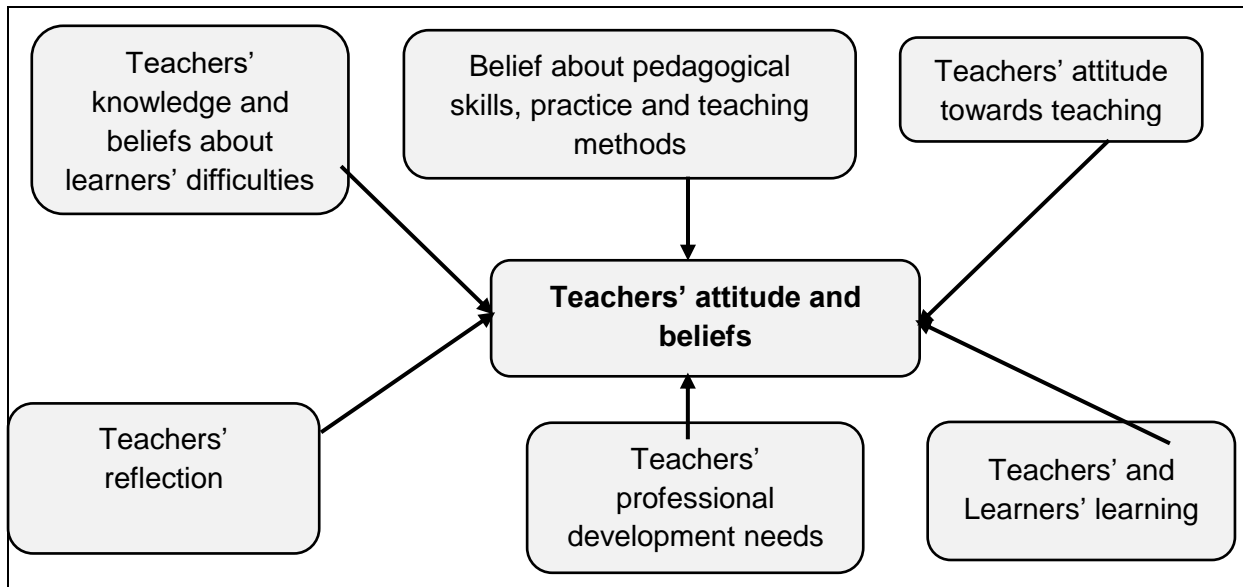 Teachers’
knowledge and
beliefs about
learners’ difficulties
Belief about pedagogical
skills, practice and teaching
methods
Teachers’ attitude
towards teaching
Teachers’ attitude and
beliefs
Teachers’
reflection
Teachers’
professional
development needs
Teachers’ and
Learners’ learning